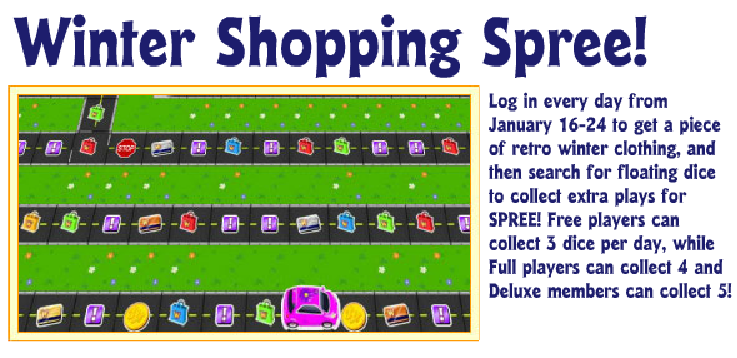 Winter Shopping Spree!
Log in every day from
January 16-24 to get a piece
of retro winter clothing, and
then search for floating dice
to collect extra plays for
SPREE! Free players can
collect 3 dice per day, while
Full players can collect 4 and
Deluxe members can collect 5!
STOP